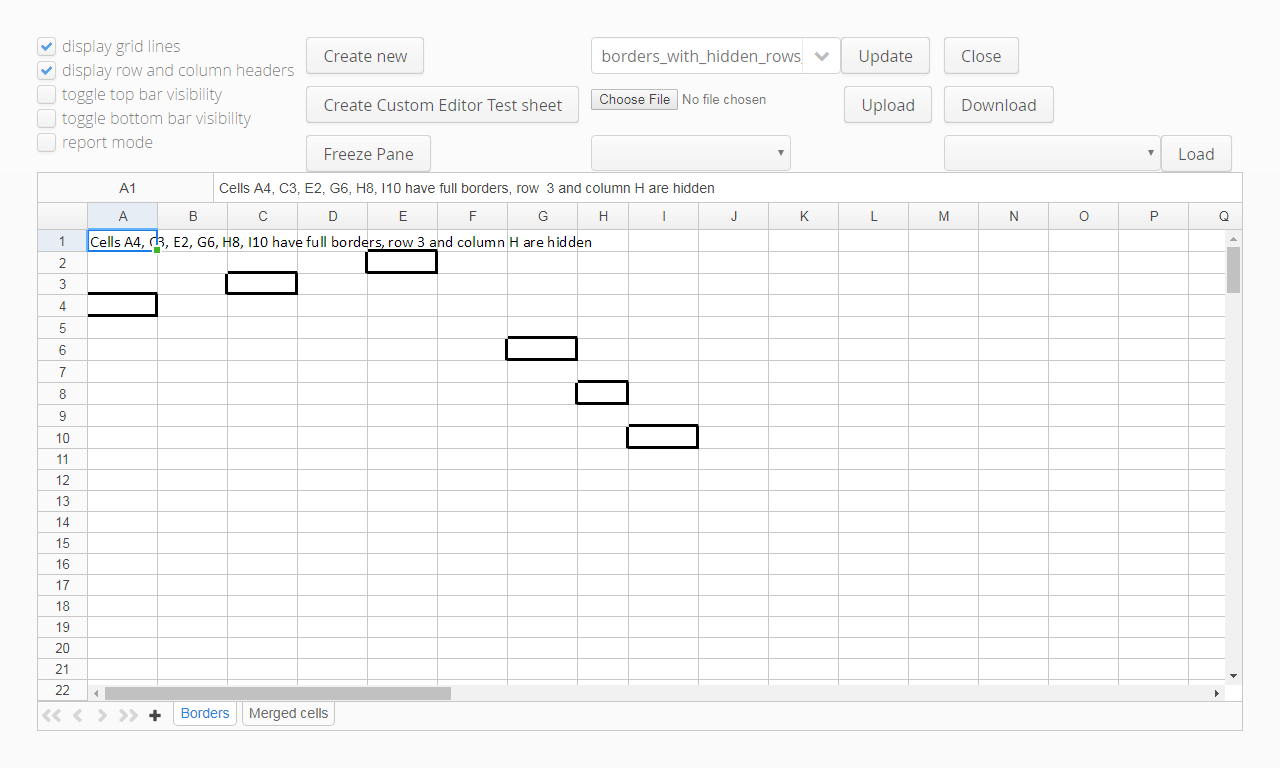 display grid lines
display row and column headers
toggle top bar visibility
toggle bottom bar visibility
report mode
Create new
borders_with_hidden_rows
Update
Close
Create Custom Editor Test sheet
Choose File No file chosen
Upload
Download
Freeze Pane
Load
A1
Cells A4, C3, E2, G6, H8, I10 have full borders, row  3 and column H are hidden
A B C D E F G H I J K L M N O P Q
1 Cells A4, C3, E2, G6, H8, I10 have full borders, row 3 and column H are hidden
2
3
4
5
6
7
8
9
10
11
12
13
14
15
16
17
18
19
20
21
22
Borders
Merged cells